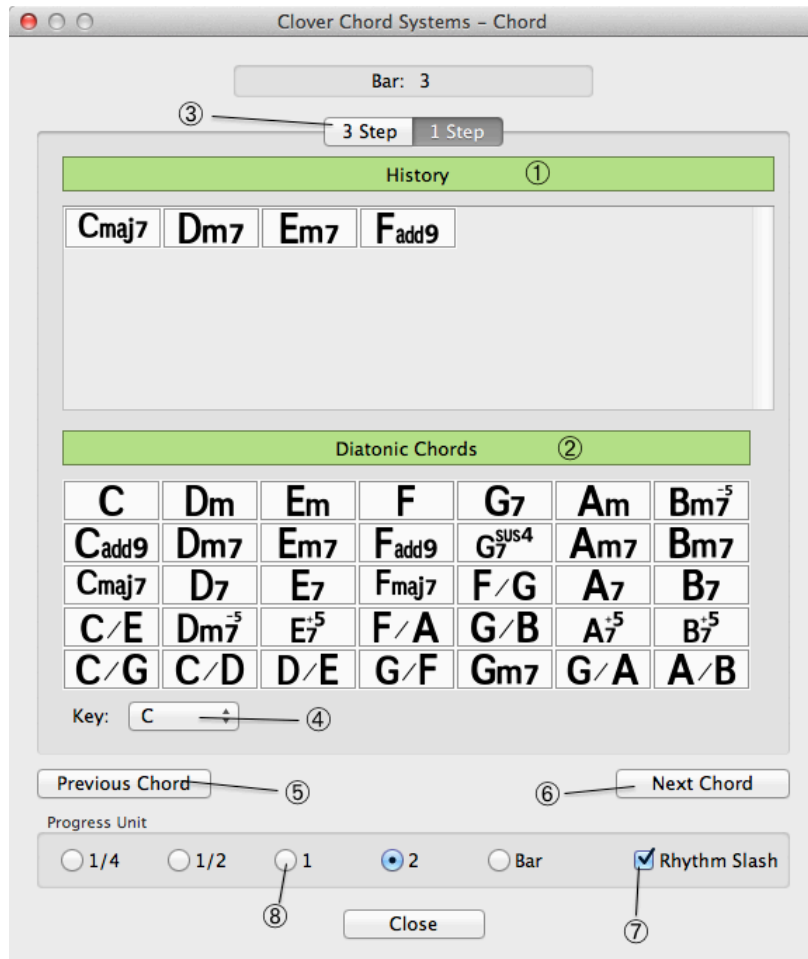 Clover Chord Systems – Chord
Bar: 3
③
3 Step 1 Step
History ①
Cmaj7 Dm7 Em7 Fadd9
Diatonic Chords ②
C Dm Em F G7 Am Bm7-5
Cadd9 Dm7 Em7 Fadd9 G7sus4 Am7 Bm7
Cmaj7 D7 E7 Fmaj7 F/G A7 B7
C/E Dm7-5 E7+5 F/A G/B A7+5 B7+5
C/G C/D D/E G/F Gm7 G/A A/B
Key: C ④
Previous Chord ⑤ ⑥ Next Chord
Progress Unit
1/4 1/2 1 2 Bar Rhythm Slash
⑧ Close ⑦